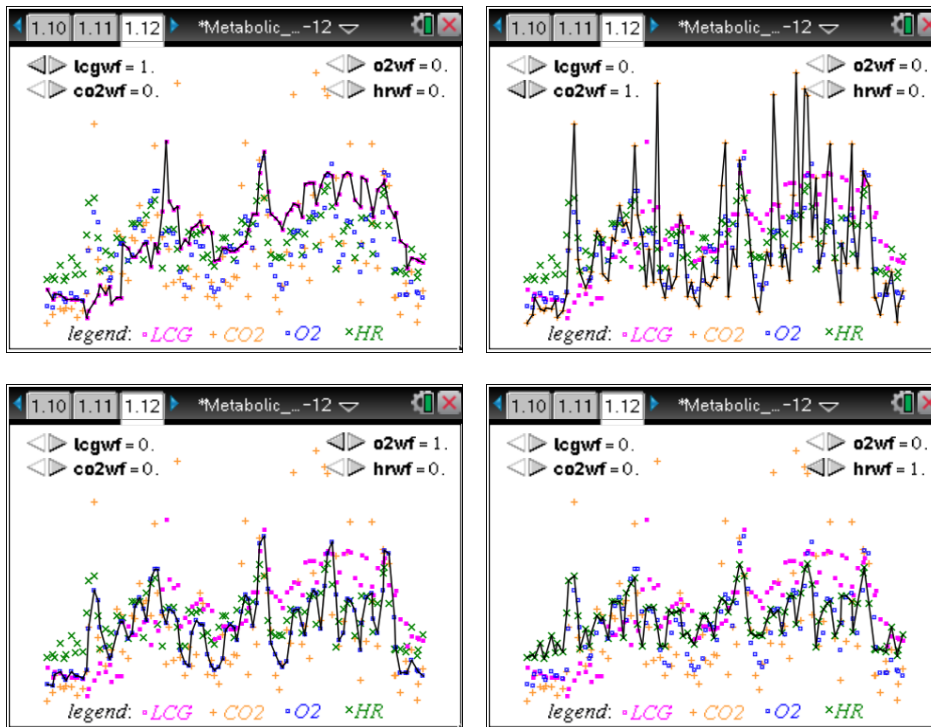 1.10 1.11 1.12 *Metabolic_...-12
lcgwf = 1. o2wf = 0.
co2wf = 0. hrwf = 0.
legend: LCG + CO2 O2 ×HR
1.10 1.11 1.12 *Metabolic_...-12
lcgwf = 0. o2wf = 0.
co2wf = 1. hrwf = 0.
legend: LCG + CO2 O2 ×HR
1.10 1.11 1.12 *Metabolic_...-12
lcgwf = 0. o2wf = 1.
co2wf = 0. hrwf = 0.
legend: LCG + CO2 O2 ×HR
1.10 1.11 1.12 *Metabolic_...-12
lcgwf = 0. o2wf = 0.
co2wf = 0. hrwf = 1.
legend: LCG + CO2 O2 ×HR